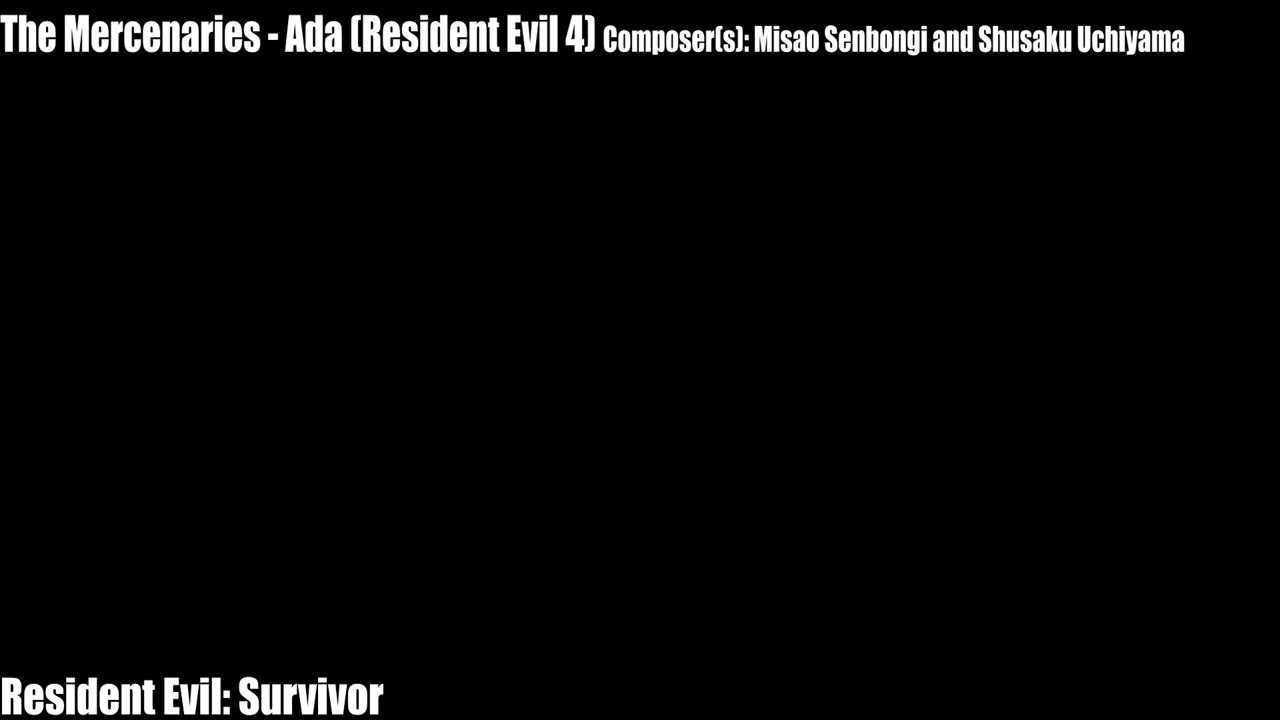 The Mercenaries - Ada (Resident Evil 4) Composer(s): Misao Senbongi and Shusaku Uchiyama
Resident Evil: Survivor